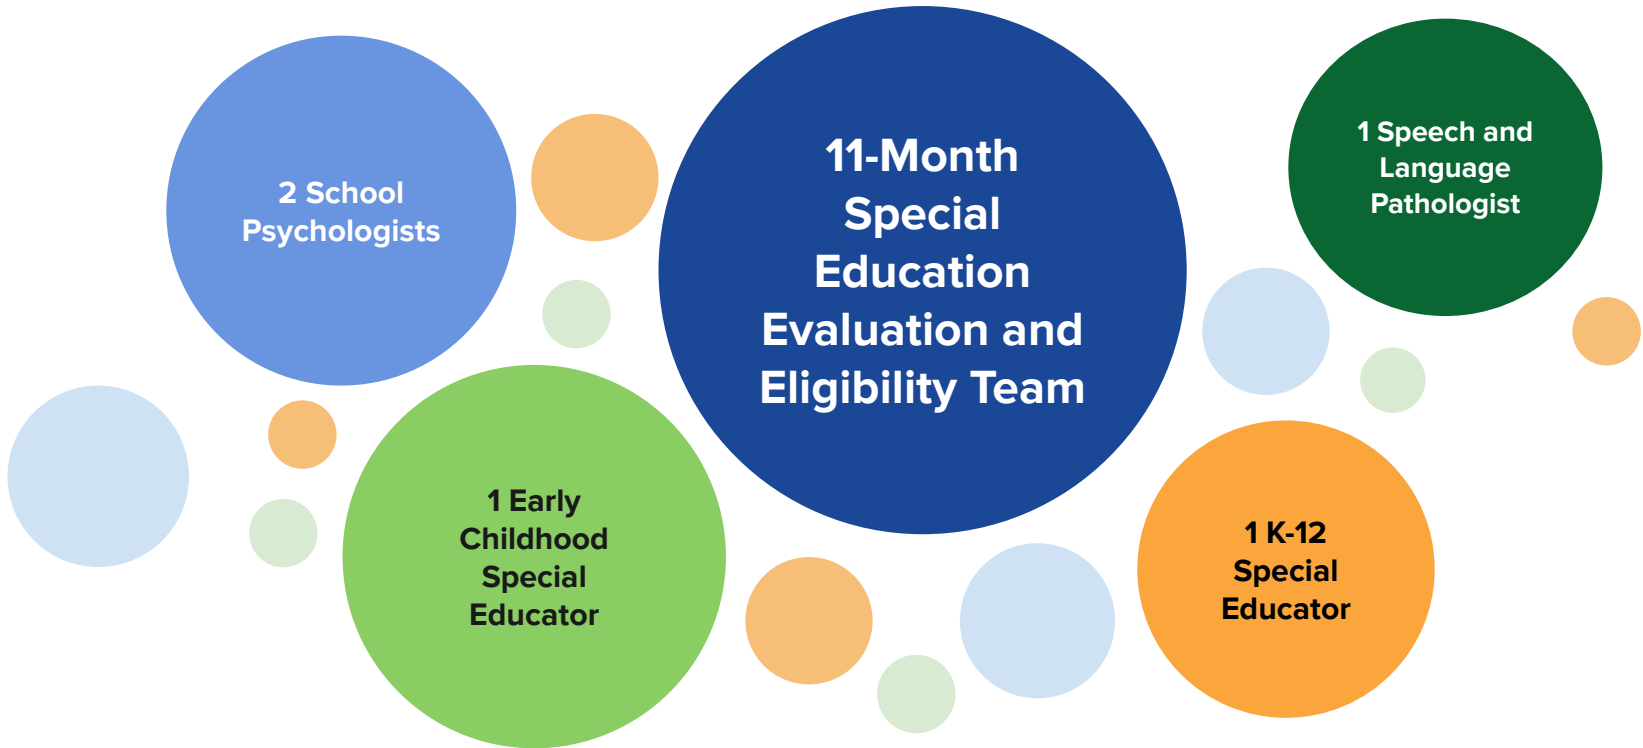 2 School
Psychologists
11-Month
Special
Education
Evaluation and
Eligibility Team
1 Speech and
Language
Pathologist
1 Early
Childhood
Special
Educator
1 K-12
Special
Educator